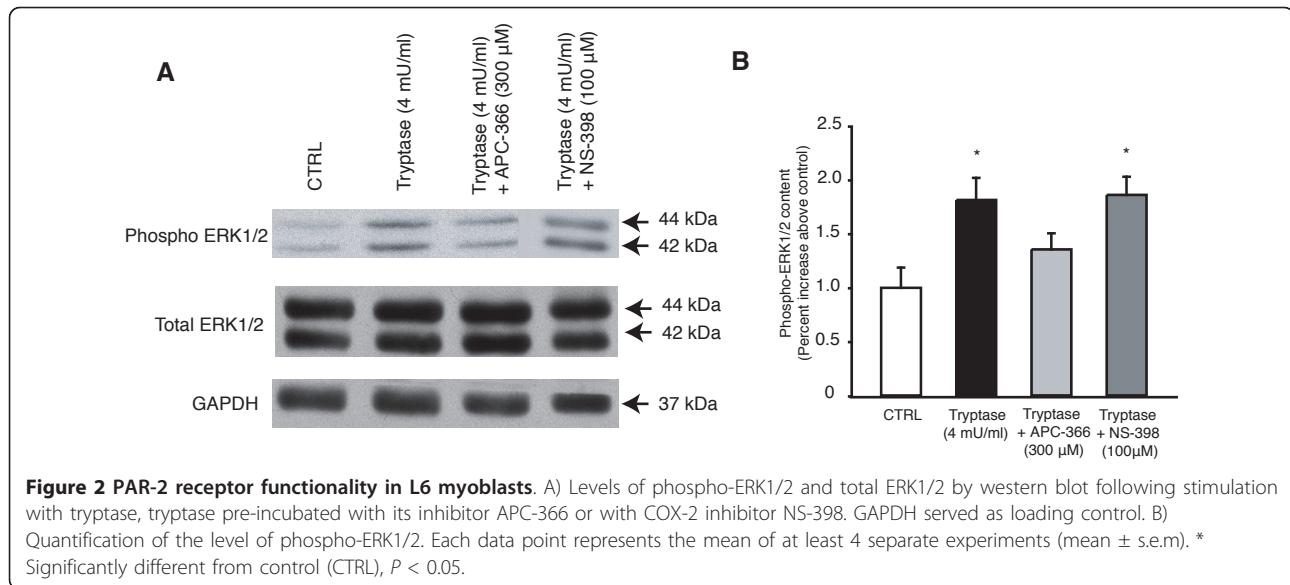 A
CTRL
Tryptase (4 mU/ml)
Tryptase (4 mU/ml)
+ APC-366 (300 µM)
Tryptase (4 mU/ml)
+ NS-398 (100 µM)
Phospho ERK1/2
44 kDa
42 kDa
Total ERK1/2
44 kDa
42 kDa
GAPDH
37 kDa
B
Phospho-ERK1/2 content
(Percent increase above control)
2.5
2.0
1.5
1.0
0.5
0
*
*
CTRL
Tryptase
(4 mU/ml)
Tryptase
+ APC-366
(300 µM)
Tryptase
+ NS-398
(100µM)
Figure 2 PAR-2 receptor functionality in L6 myoblasts. A) Levels of phospho-ERK1/2 and total ERK1/2 by western blot following stimulation
with tryptase, tryptase pre-incubated with its inhibitor APC-366 or with COX-2 inhibitor NS-398. GAPDH served as loading control. B)
Quantification of the level of phospho-ERK1/2. Each data point represents the mean of at least 4 separate experiments (mean ± s.e.m). *
Significantly different from control (CTRL), P < 0.05.